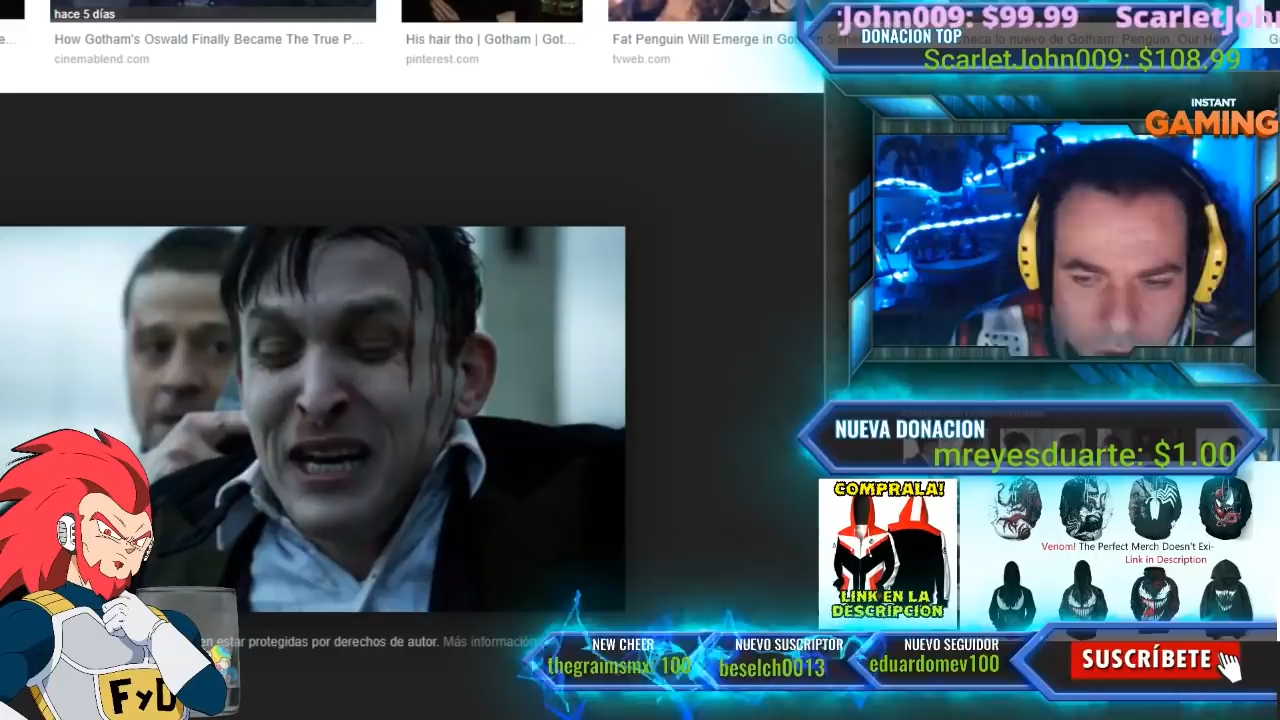 hace 5 días
e...
How Gotham's Oswald Finally Became The True P...
cinemablend.com
His hair tho | Gotham | Got...
pinterest.com
Fat Penguin Will Emerge in
tvweb.com
:John009: $99.99 ScarletJoh
DONACION TOP
ScarletJohn009: $108.99
INSTANT
GAMING
NUEVA DONACION
mreyesduarte: $1.00
COMPRALA!
LINK EN LA
DESCRIPCION
Venom! The Perfect Merch Doesn't Exi-
Link in Description
en estar protegidas por derechos de autor. Más información
NEW CHEER
100
NUEVO SUSCRIPTOR
beselch0013
NUEVO SEGUIDOR
eduardomev100
SUSCRÍBETE
FyD